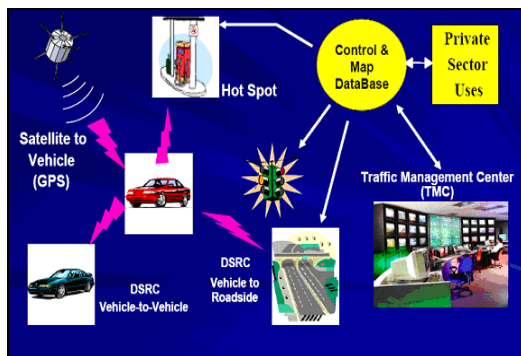 Control &
Map
DataBase
Private
Sector
Uses
Hot Spot
Satellite to
Vehicle
(GPS)
Traffic Management Center
(TMC)
DSRC
Vehicle-to-Vehicle
DSRC
Vehicle to
Roadside